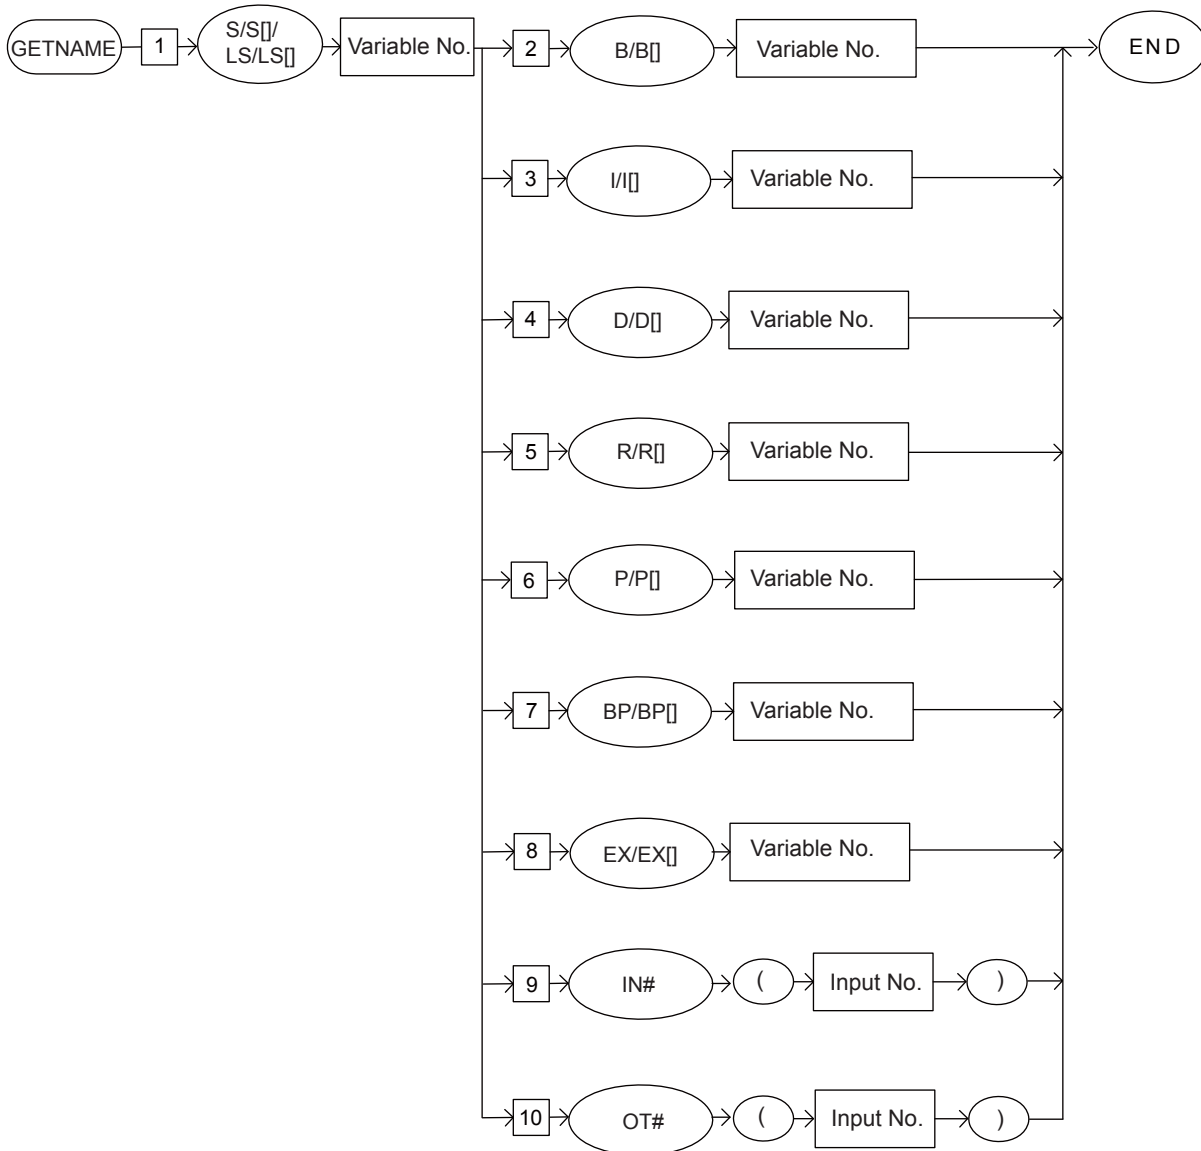 GETNAME 1 S/S[]/
LS/LS[] Variable No. 2 B/B[] Variable No. END
3 I/I[] Variable No.
4 D/D[] Variable No.
5 R/R[] Variable No.
6 P/P[] Variable No.
7 BP/BP[] Variable No.
8 EX/EX[] Variable No.
9 IN# ( Input No. )
10 OT# ( Input No. )